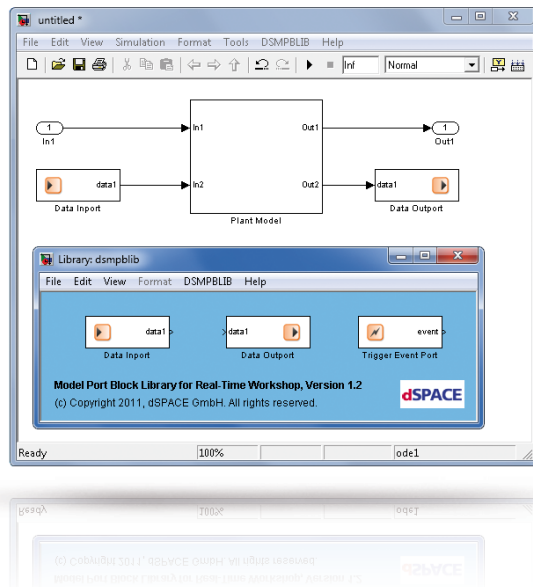 untitled *
File Edit View Simulation Format Tools DSMPBLIB Help
Inf Normal
1 In1 Out1 1
In1 Out1
data1 In2 Out2 data1
Data Inport Data Outport
Plant Model
Library: dsmpblib
File Edit View Format DSMPBLIB Help
data1 data1 event
Data Inport Data Outport Trigger Event Port
Model Port Block Library for Real-Time Workshop, Version 1.2
(c) Copyright 2011, dSPACE GmbH. All rights reserved.
dSPACE
Ready 100% ode1